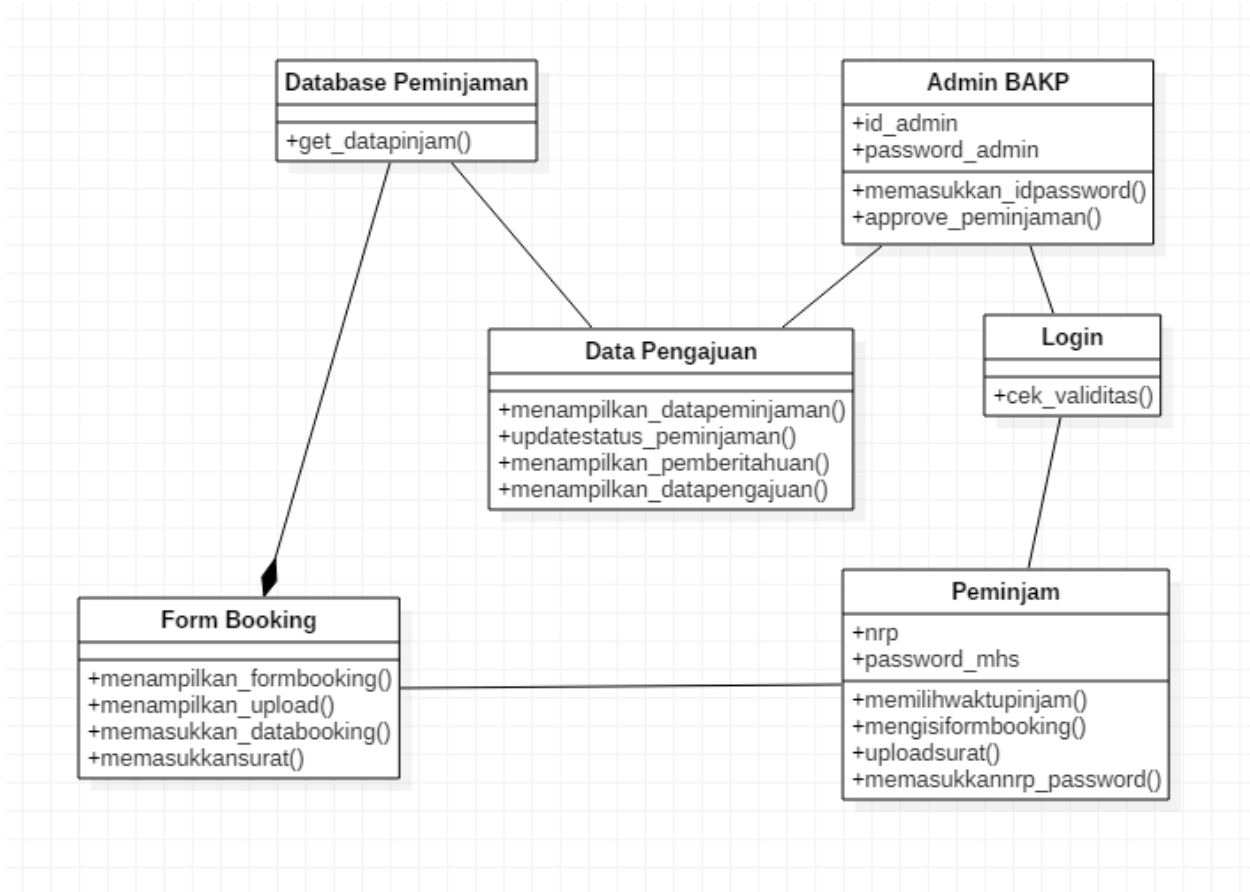 Database Peminjaman
+get_datapinjam()
Admin BAKP
+id_admin
+password_admin
+memasukkan_idpassword()
+approve_peminjaman()
Data Pengajuan
+menampilkan_datapeminjaman()
+updatestatus_peminjaman()
+menampilkan_pemberitahuan()
+menampilkan_datapengajuan()
Login
+cek_validitas()
Form Booking
+menampilkan_formbooking()
+menampilkan_upload()
+memasukkan_databooking()
+memasukkansurat()
Peminjam
+nrp
+password_mhs
+memilihwaktupinjam()
+mengisiformbooking()
+uploadsurat()
+memasukkannrp_password()